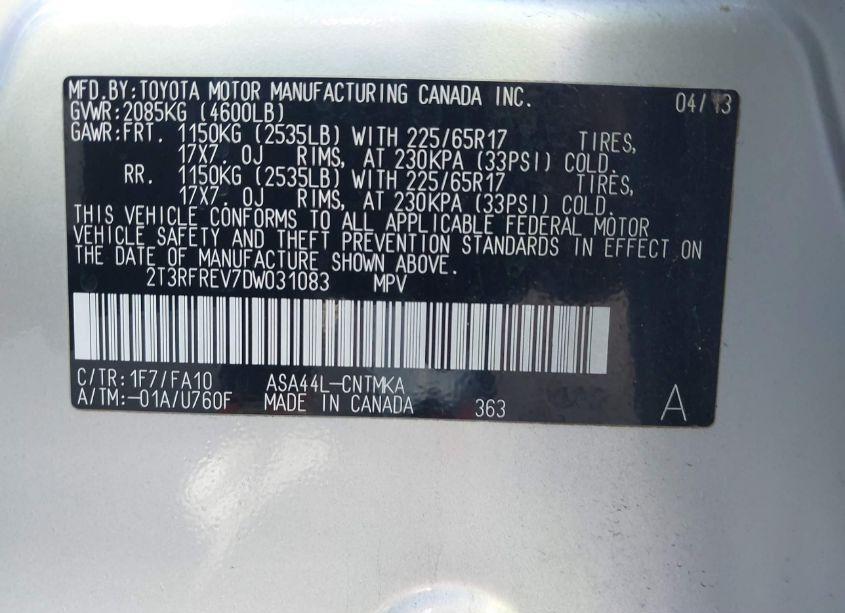 MFD.BY:TOYOTA MOTOR MANUFACTURING CANADA INC. 04/13
GVWR:2085KG (4600LB)
GAWR:FRT. 1150KG (2535LB) WITH 225/65R17 TIRES,
17X7. 0J RIMS, AT 230KPA (33PSI) COLD.
RR. 1150KG (2535LB) WITH 225/65R17 TIRES,
17X7. 0J RIMS, AT 230KPA (33PSI) COLD.
THIS VEHICLE CONFORMS TO ALL APPLICABLE FEDERAL MOTOR
VEHICLE SAFETY AND THEFT PREVENTION STANDARDS IN EFFECT ON
THE DATE OF MANUFACTURE SHOWN ABOVE.
2T3RFREV7DW031083 MPV
C/TR:1F7/FA10 ASA44L-CNTMKA
A/TM:-01A/U760F MADE IN CANADA 363 A